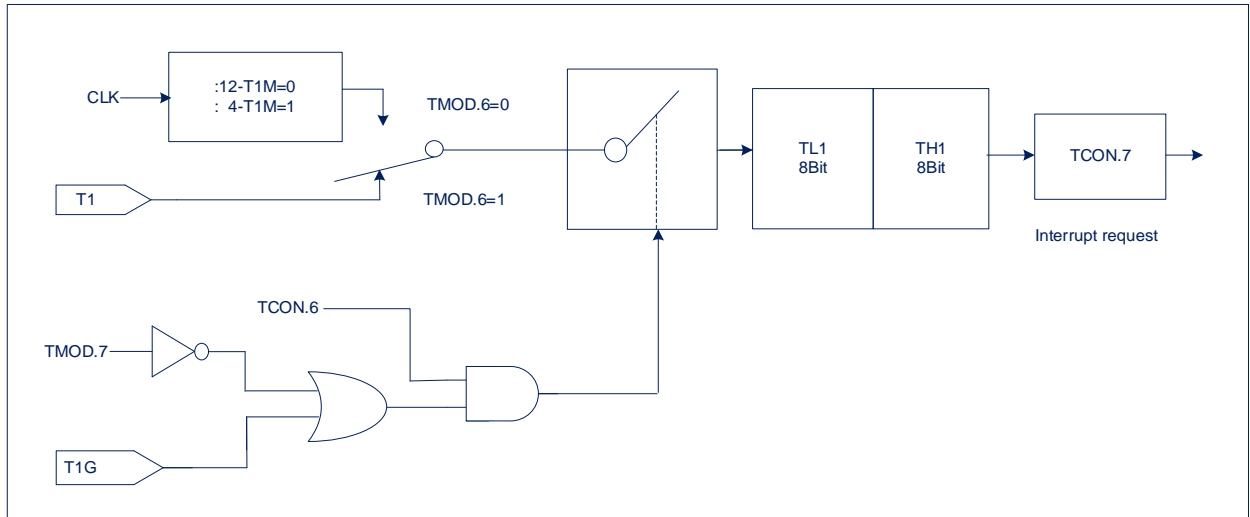 CLK
:12-T1M=0
: 4-T1M=1
TMOD.6=0
T1
TMOD.6=1
TL1
8Bit
TH1
8Bit
TCON.7
Interrupt request
TCON.6
TMOD.7
T1G